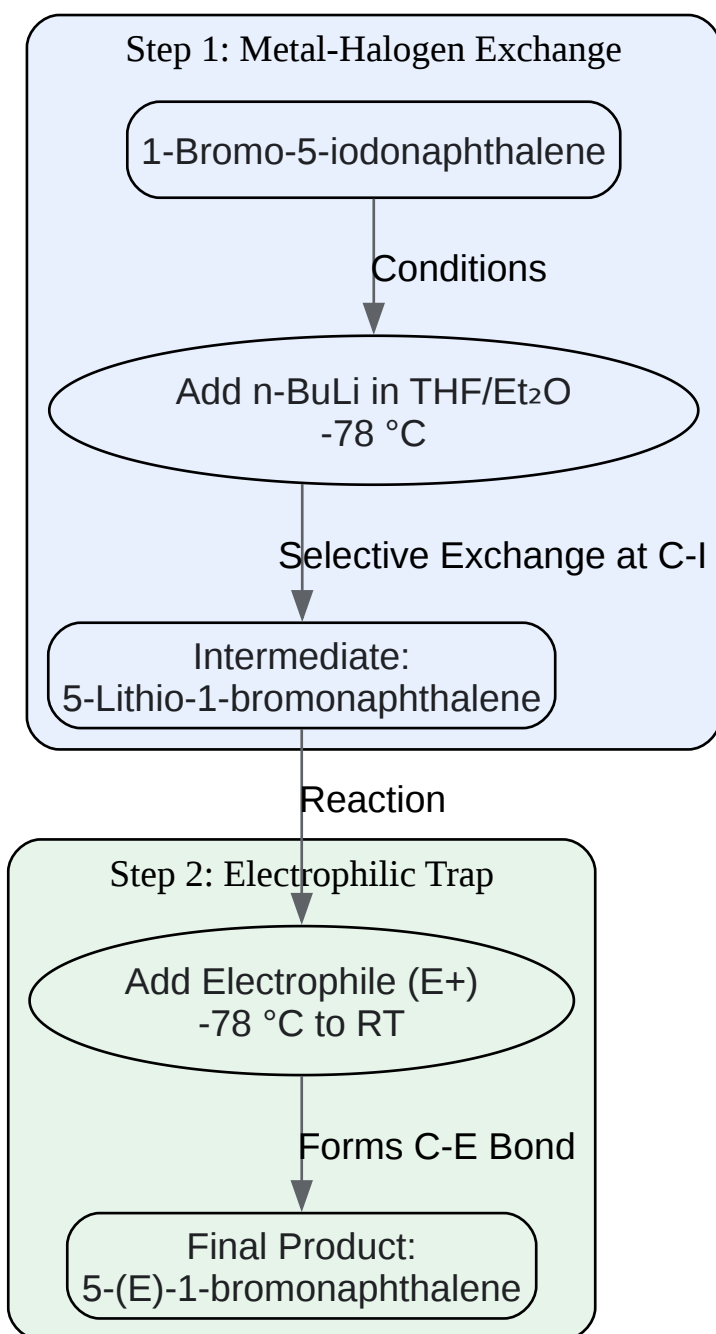 Step 1: Metal-Halogen Exchange
1-Bromo-5-iodonaphthalene
Conditions
Add n-BuLi in THF/Et₂O
-78 °C
Selective Exchange at C-I
Intermediate:
5-Lithio-1-bromonaphthalene
Reaction
Step 2: Electrophilic Trap
Add Electrophile (E+)
-78 °C to RT
Forms C-E Bond
Final Product:
5-(E)-1-bromonaphthalene